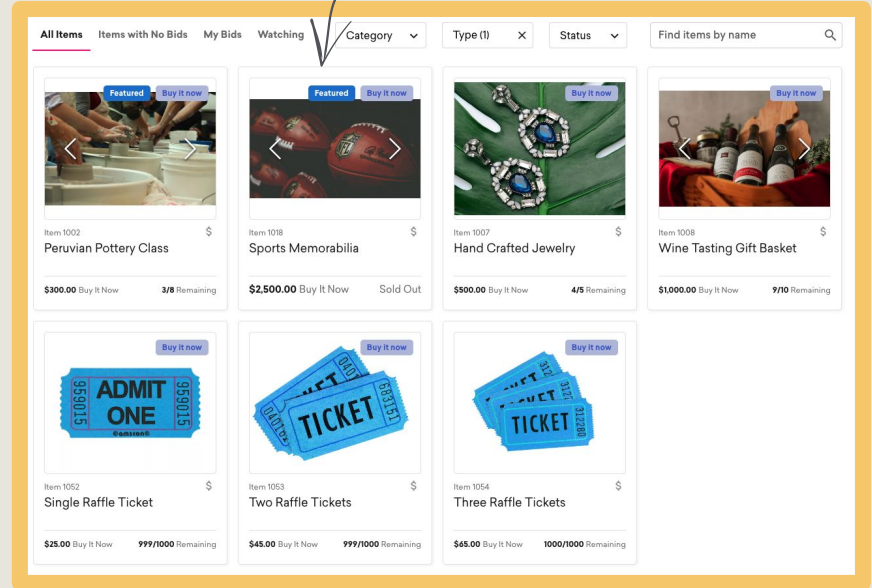 All Items Items with No Bids My Bids Watching Category Type (1) X Status Find items by name
Featured Buy it now
Item 1002 $
Peruvian Pottery Class
$300.00 Buy It Now 3/8 Remaining
Featured Buy it now
NFL
Item 1018 $
Sports Memorabilia
$2,500.00 Buy It Now Sold Out
Buy it now
Item 1007 $
Hand Crafted Jewelry
$500.00 Buy It Now 4/5 Remaining
Buy it now
Item 1008 $
Wine Tasting Gift Basket
$1,000.00 Buy It Now 9/10 Remaining
Buy it now
959015
ADMIT
ONE
959015
©amscan®
Item 1052 $
Single Raffle Ticket
$25.00 Buy It Now 999/1000 Remaining
Buy it now
TICKET
683151
Item 1053 $
Two Raffle Tickets
$45.00 Buy It Now 999/1000 Remaining
Buy it now
TICKET
312280
Item 1054 $
Three Raffle Tickets
$65.00 Buy It Now 1000/1000 Remaining